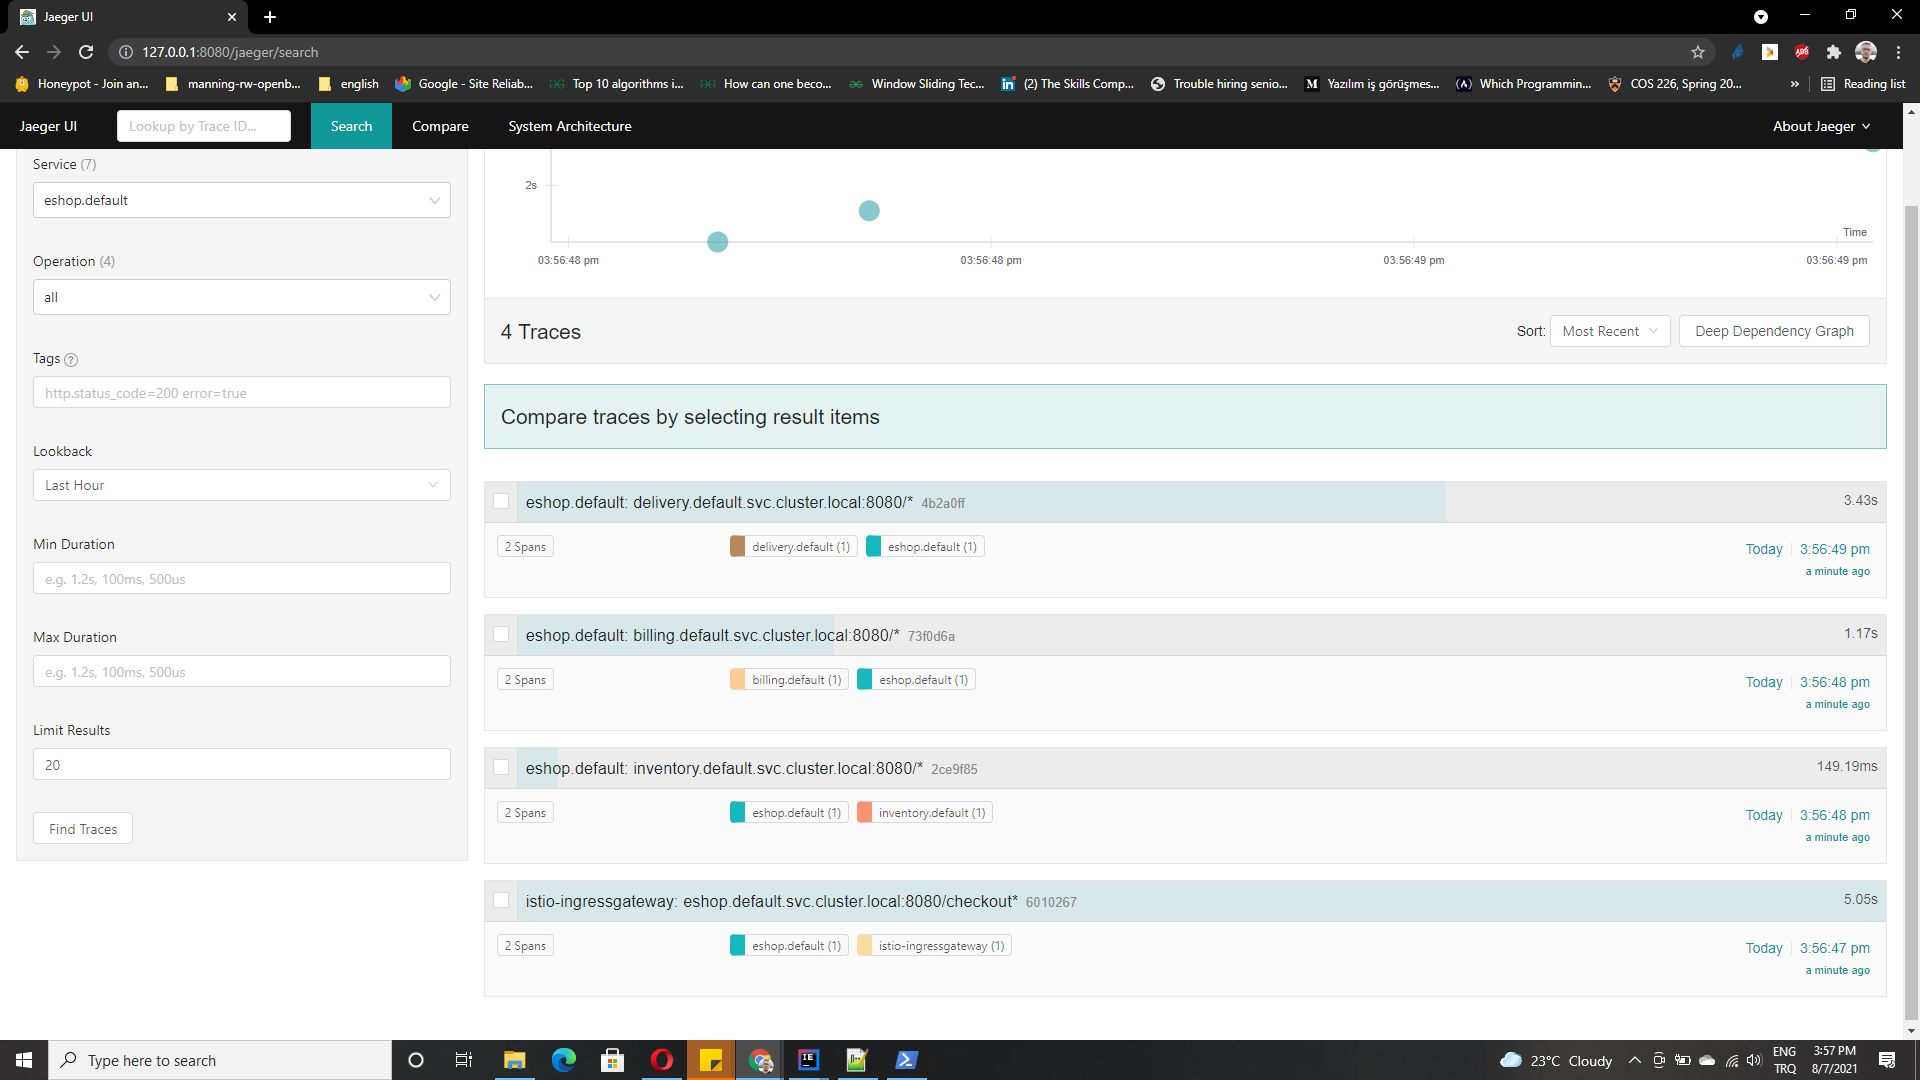 Jaeger UI
127.0.0.1:8080/jaeger/search
Honeypot - Join an...
manning-rw-openb...
english
Google - Site Reliab...
Top 10 algorithms i...
How can one beco...
Window Sliding Tec...
(2) The Skills Comp...
Trouble hiring senio...
Yazılım iş görüşmes...
Which Programmin...
COS 226, Spring 20...
»
Reading list
Jaeger UI
Lookup by Trace ID...
Search
Compare
System Architecture
About Jaeger
Service (7)
eshop.default
Operation (4)
all
Tags
http.status_code=200 error=true
Lookback
Last Hour
Min Duration
e.g. 1.2s, 100ms, 500us
Max Duration
e.g. 1.2s, 100ms, 500us
Limit Results
20
Find Traces
2s
Time
03:56:48 pm
03:56:48 pm
03:56:49 pm
03:56:49 pm
4 Traces
Sort: Most Recent
Deep Dependency Graph
Compare traces by selecting result items
eshop.default: delivery.default.svc.cluster.local:8080/* 4b2a0ff
3.43s
2 Spans
delivery.default (1)
eshop.default (1)
Today 3:56:49 pm
a minute ago
eshop.default: billing.default.svc.cluster.local:8080/* 73f0d6a
1.17s
2 Spans
billing.default (1)
eshop.default (1)
Today 3:56:48 pm
a minute ago
eshop.default: inventory.default.svc.cluster.local:8080/* 2ce9f85
149.19ms
2 Spans
eshop.default (1)
inventory.default (1)
Today 3:56:48 pm
a minute ago
istio-ingressgateway: eshop.default.svc.cluster.local:8080/checkout* 6010267
5.05s
2 Spans
eshop.default (1)
istio-ingressgateway (1)
Today 3:56:47 pm
a minute ago
Type here to search
23°C Cloudy
ENG
TRQ
3:57 PM
8/7/2021